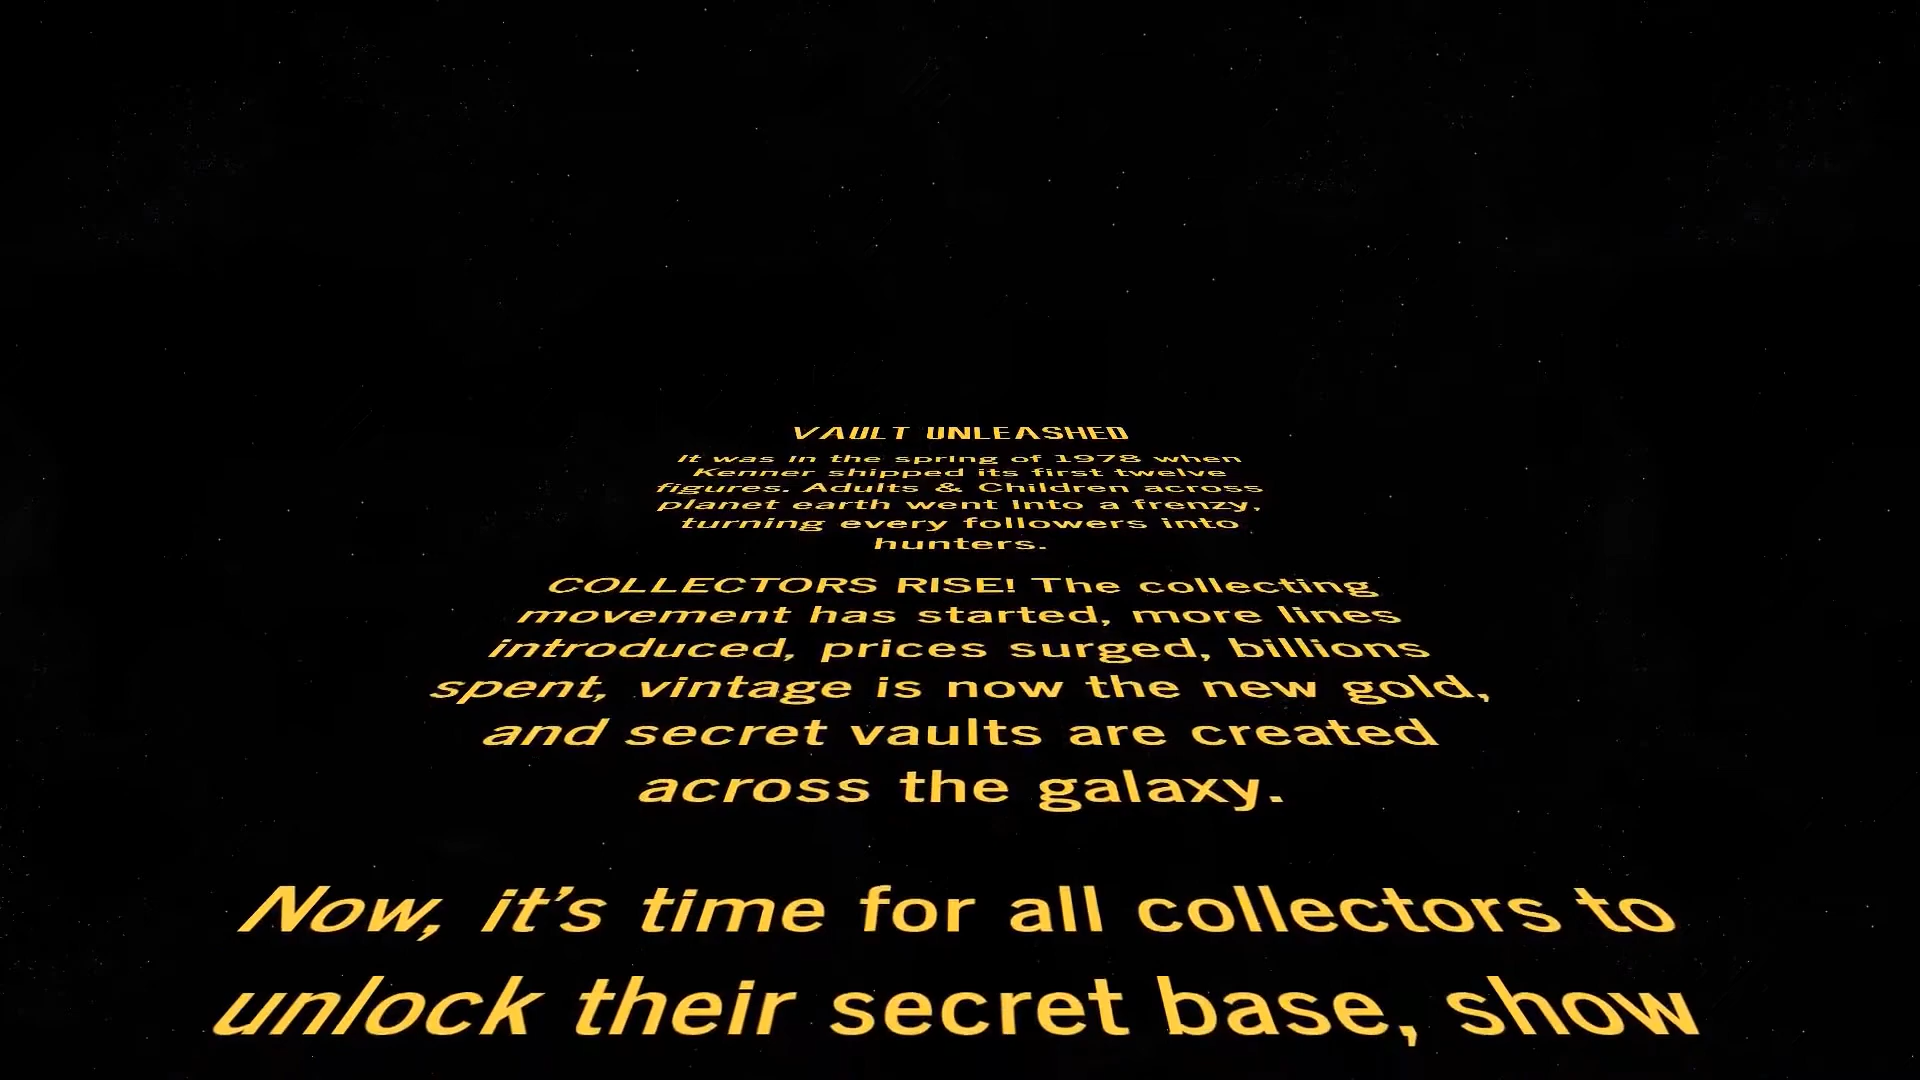 VAULT UNLEASHED
It was in the spring of 1978 when
Kenner shipped its first twelve
figures. Adults & Children across
planet earth went into a frenzy,
turning every followers into
hunters.
COLLECTORS RISE! The collecting
movement has started, more lines
introduced, prices surged, billions
spent, vintage is now the new gold,
and secret vaults are created
across the galaxy.
Now, it's time for all collectors to
unlock their secret base, show